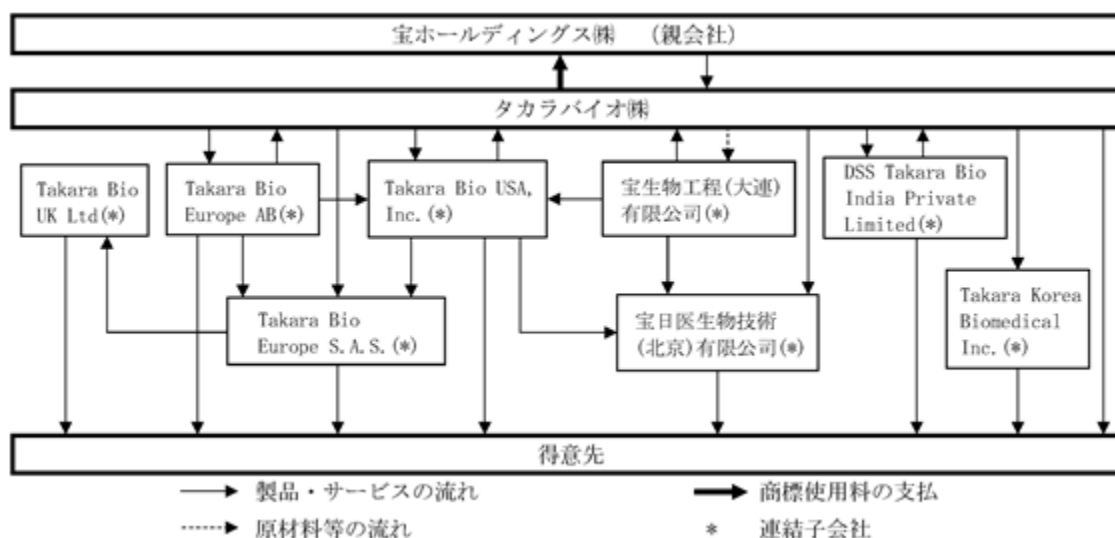 宝ホールディングス㈱ (親会社)
タカラバイオ㈱
Takara Bio
UK Ltd(*)
Takara Bio
Europe AB(*)
Takara Bio USA,
Inc.(*)
宝生物工程(大連)
有限公司(*)
DSS Takara Bio
India Private
Limited(*)
Takara Bio
Europe S.A.S.(*)
宝日医生物技術
(北京)有限公司(*)
Takara Korea
Biomedical
Inc.(*)
得意先
製品・サービスの流れ
商標使用料の支払
原材料等の流れ
* 連結子会社